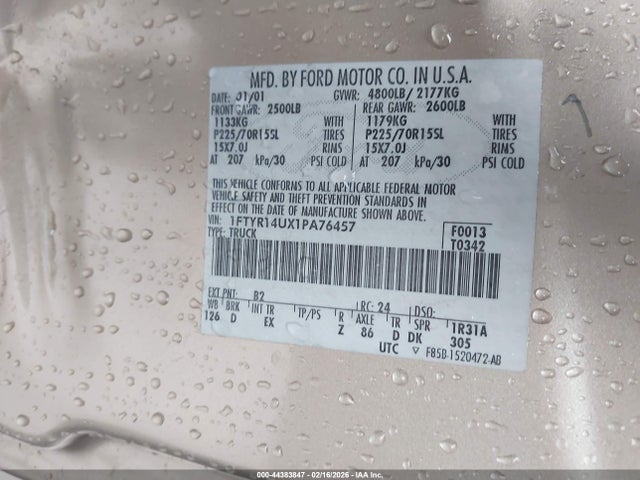 MFD. BY FORD MOTOR CO. IN U.S.A.
DATE: 01/01 GVWR: 4800LB/ 2177KG
FRONT GAWR: 2500LB REAR GAWR: 2600LB
1133KG WITH 1179KG WITH
P225/70R15SL TIRES P225/70R15SL TIRES
15X7.0J RIMS 15X7.0J RIMS
AT 207 kPa/30 PSI COLD AT 207 kPa/30 PSI COLD
THIS VEHICLE CONFORMS TO ALL APPLICABLE FEDERAL MOTOR
VEHICLE SAFETY AND THEFT PREVENTION STANDARDS IN
EFFECT ON THE DATE OF MANUFACTURE SHOWN ABOVE.
VIN: 1FTYR14UX1PA76457 F0013
TYPE: TRUCK T0342
EXT PNT: B2 RC: 24 DSO:
WB BRK INT TR TP/PS R AXLE TR SPR 1R31A
126 D EX Z 86 D DK 305
UTC ▽ F85B-1520472-AB
000-44383847 - 02/16/2026 - IAA Inc.